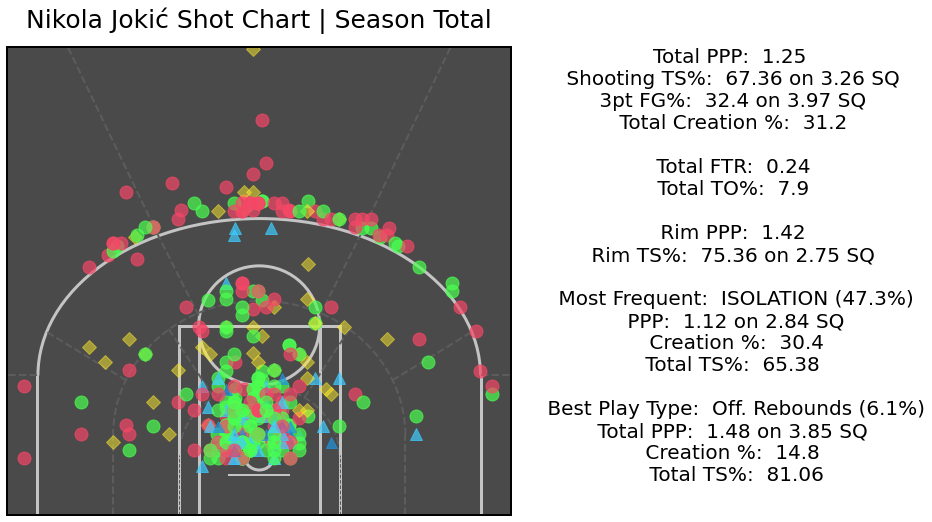 Nikola Jokić Shot Chart | Season Total
Total PPP: 1.25
Shooting TS%: 67.36 on 3.26 SQ
3pt FG%: 32.4 on 3.97 SQ
Total Creation %: 31.2
Total FTR: 0.24
Total TO%: 7.9
Rim PPP: 1.42
Rim TS%: 75.36 on 2.75 SQ
Most Frequent: ISOLATION (47.3%)
PPP: 1.12 on 2.84 SQ
Creation %: 30.4
Total TS%: 65.38
Best Play Type: Off. Rebounds (6.1%)
Total PPP: 1.48 on 3.85 SQ
Creation %: 14.8
Total TS%: 81.06